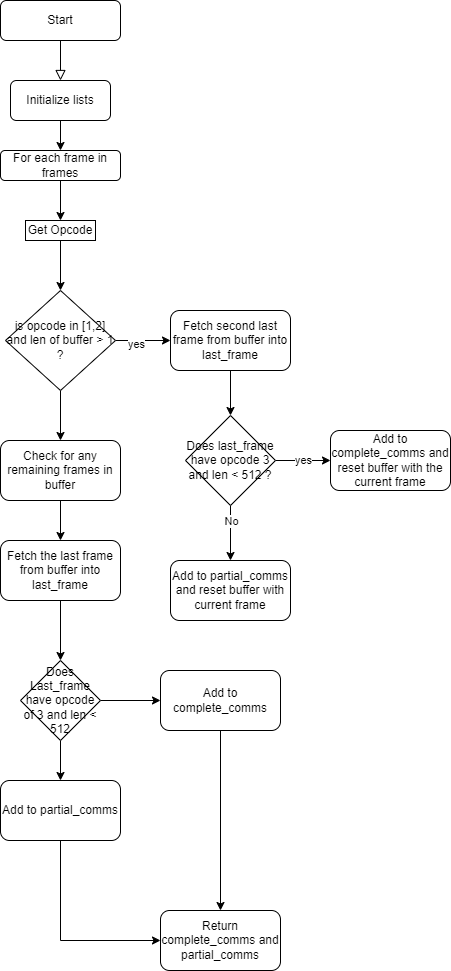 Start
Initialize lists
For each frame in
frames
Get Opcode
is opcode in [1,2]
and len of buffer > 1
?
yes
Fetch second last
frame from buffer into
last_frame
Does last_frame
have opcode 3
and len < 512 ?
yes
Add to
complete_comms and
reset buffer with the
current frame
No
Add to partial_comms
and reset buffer with
current frame
Check for any
remaining frames in
buffer
Fetch the last frame
from buffer into
last_frame
Does
Last_frame
have opcode
of 3 and len <
512
Add to
complete_comms
Add to partial_comms
Return
complete_comms and
partial_comms